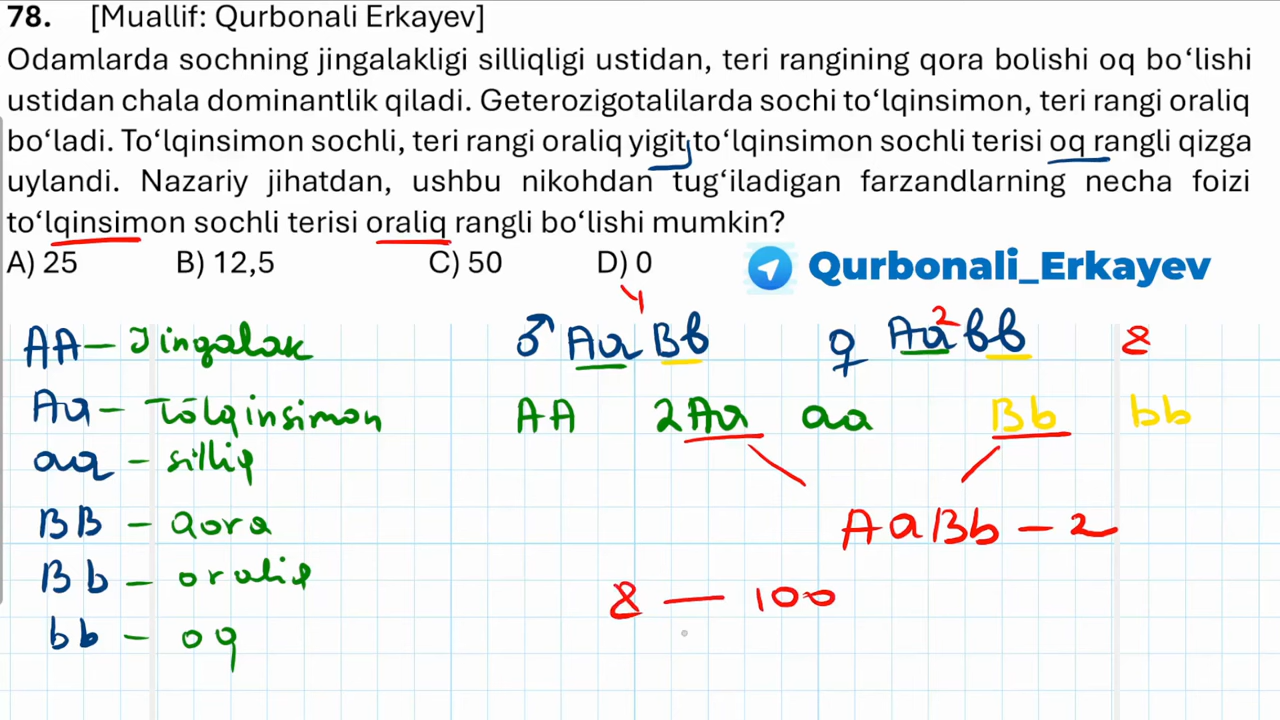 78. [Muallif: Qurbonali Erkayev]
Odamlarda sochning jingalakligi silliqligi ustidan, teri rangining qora bolishi oq bo‘lishi
ustidan chala dominantlik qiladi. Geterozigotalilarda sochi to‘lqinsimon, teri rangi oraliq
bo‘ladi. To‘lqinsimon sochli, teri rangi oraliq yigit to‘lqinsimon sochli terisi oq rangli qizga
uylandi. Nazariy jihatdan, ushbu nikohdan tug‘iladigan farzandlarning necha foizi
to‘lqinsimon sochli terisi oraliq rangli bo‘lishi mumkin?
A) 25 B) 12,5 C) 50 D) 0
Qurbonali_Erkayev
4 2
AA – Jingalak ♂ AaBb ♀ Aabb 8
Aa – Tolqinsimon AA 2Aa aa Bb bb
aa – silliq
BB – qora AaBb – 2
Bb – oraliq
8 — 100
bb – oq